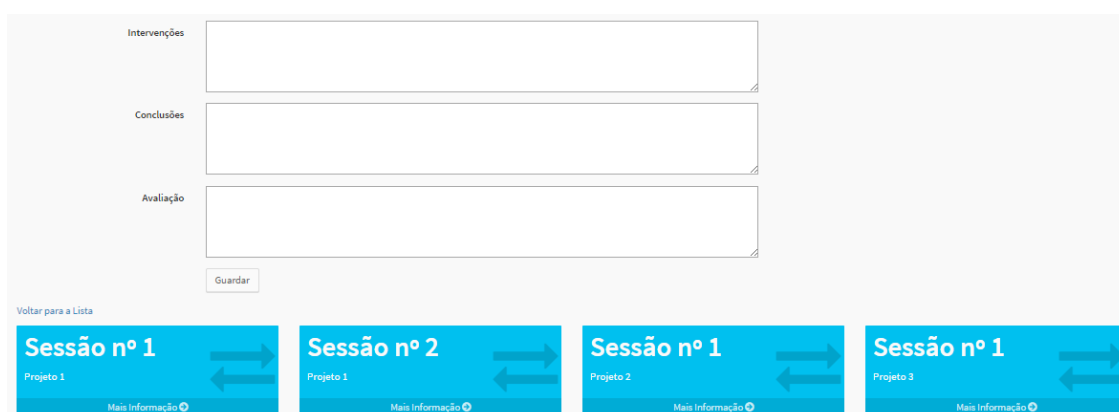 Intervenções
Conclusões
Avaliação
Guardar
Voltar para a Lista
Sessão nº 1
Projeto 1
Mais Informação
Sessão nº 2
Projeto 1
Mais Informação
Sessão nº 1
Projeto 2
Mais Informação
Sessão nº 1
Projeto 3
Mais Informação